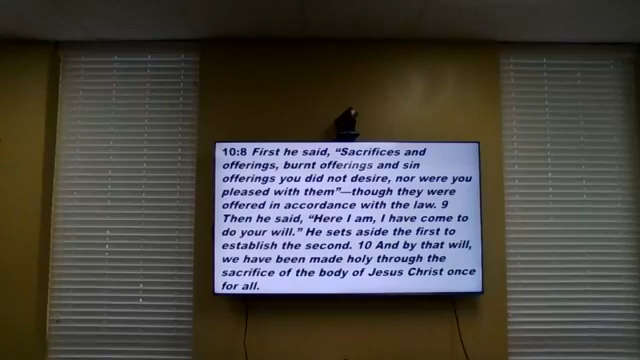 10:8 First he said, “Sacrifices and
offerings, burnt offerings and sin
offerings you did not desire, nor were you
pleased with them”—though they were
offered in accordance with the law. 9
Then he said, “Here I am, I have come to
do your will.” He sets aside the first to
establish the second. 10 And by that will,
we have been made holy through the
sacrifice of the body of Jesus Christ once
for all.